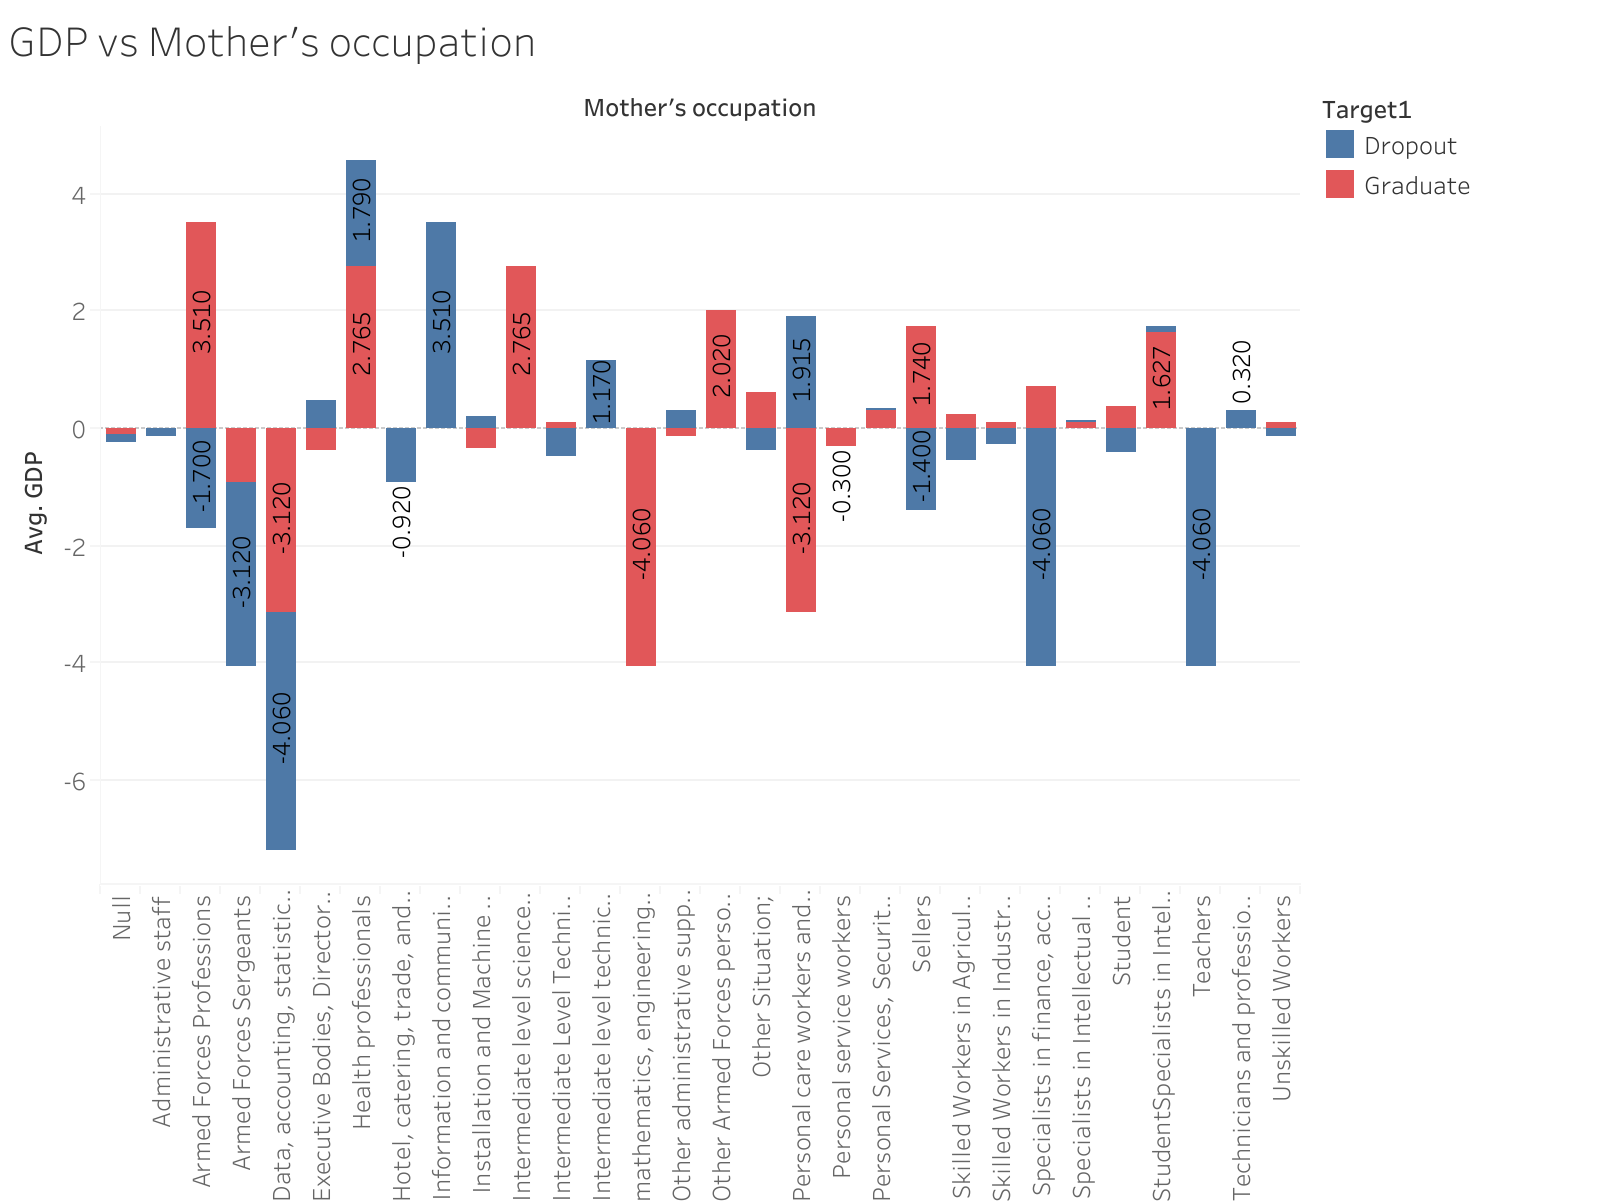 GDP vs Mother's occupation
Mother's occupation
Target1
Dropout
Graduate
Avg. GDP
4
2
0
-2
-4
-6
3.510
-1.700
-3.120
-3.120
-4.060
1.790
2.765
-0.920
3.510
2.765
1.170
-4.060
2.020
1.915
-3.120
-0.300
1.740
-1.400
-4.060
1.627
-4.060
0.320
Null
Administrative staff
Armed Forces Professions
Armed Forces Sergeants
Data, accounting, statistic..
Executive Bodies, Director..
Health professionals
Hotel, catering, trade, and..
Information and communi..
Installation and Machine ..
Intermediate level science..
Intermediate Level Techni..
Intermediate level technic..
mathematics, engineering..
Other administrative supp..
Other Armed Forces perso..
Other Situation;
Personal care workers and..
Personal service workers
Personal Services, Securit..
Sellers
Skilled Workers in Agricul..
Skilled Workers in Industr..
Specialists in finance, acc..
Specialists in Intellectual ..
Student
StudentSpecialists in Intel..
Teachers
Technicians and professio..
Unskilled Workers